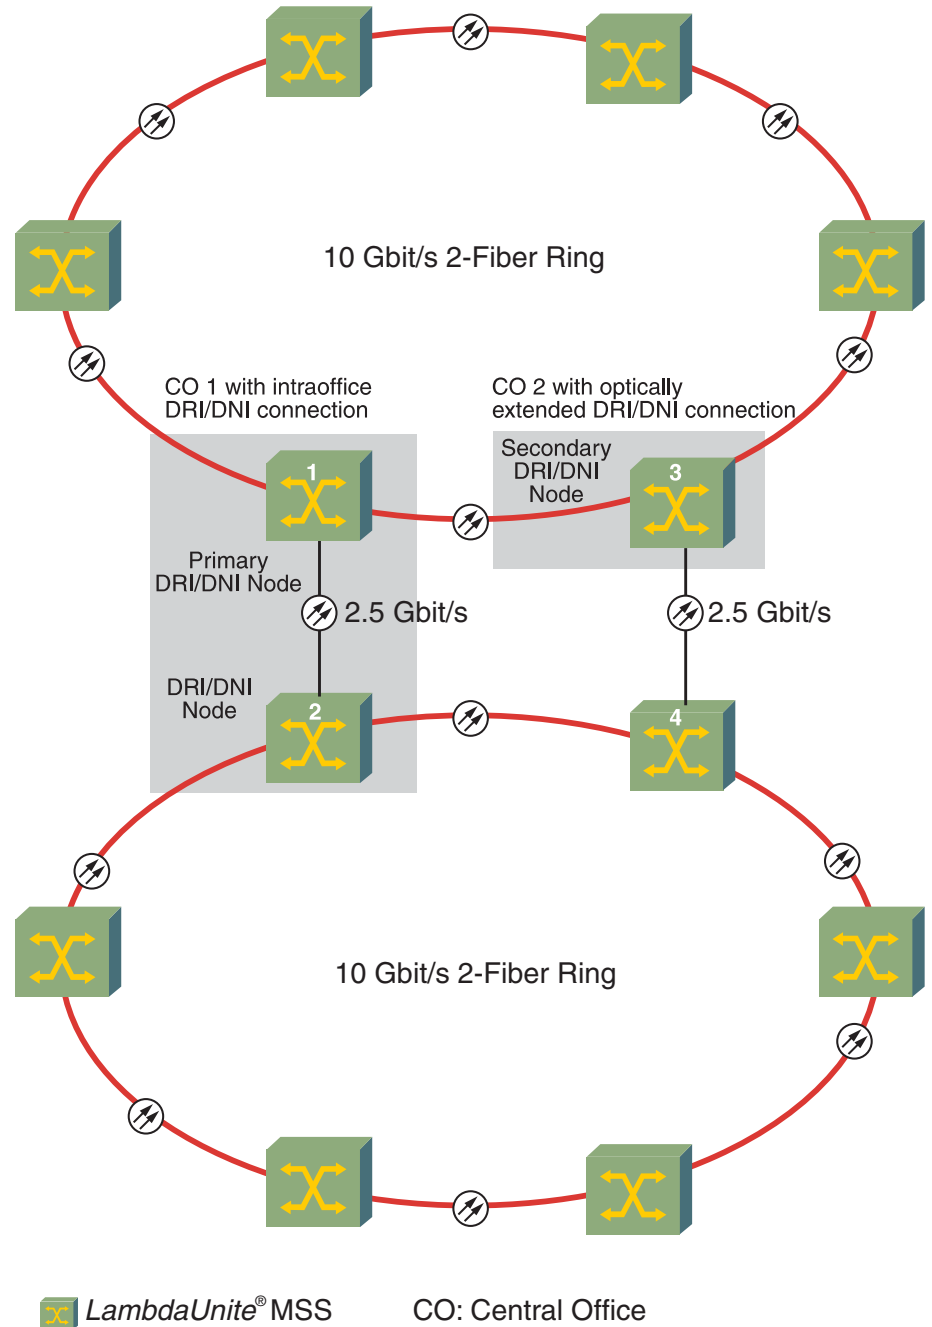 10 Gbit/s 2-Fiber Ring
CO 1 with intraoffice
DRI/DNI connection
CO 2 with optically
extended DRI/DNI connection
1
Secondary
DRI/DNI
Node
3
Primary
DRI/DNI Node
2.5 Gbit/s
2.5 Gbit/s
DRI/DNI
Node
2
4
10 Gbit/s 2-Fiber Ring
LambdaUnite® MSS
CO: Central Office